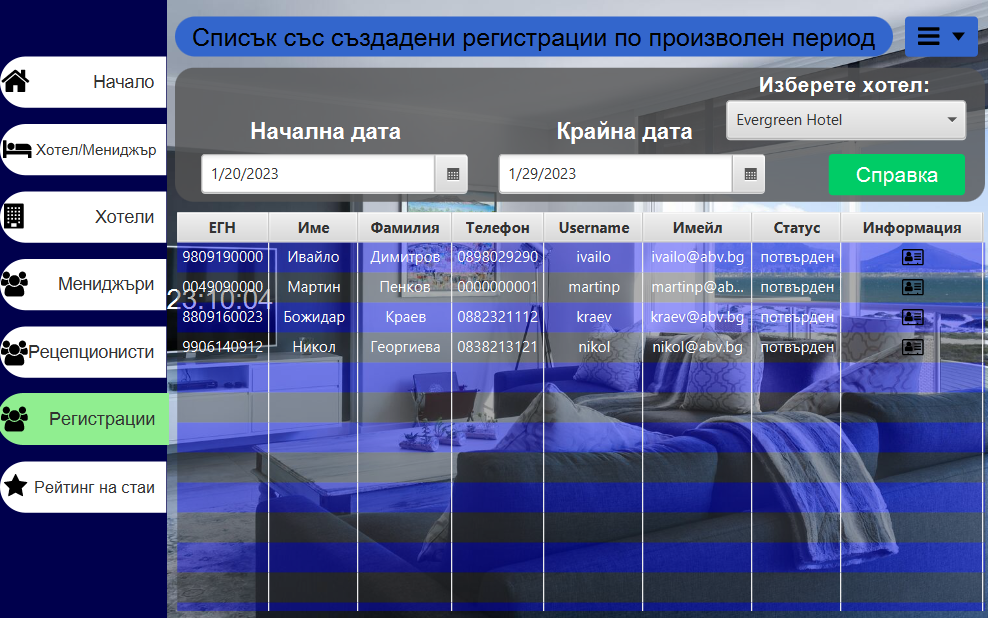 Списък със създадени регистрации по произволен период
Начало
Хотел/Мениджър
Хотели
Мениджъри
Рецепционисти
Регистрации
Рейтинг на стаи
Изберете хотел:
Evergreen Hotel
Начална дата
Крайна дата
1/20/2023
1/29/2023
Справка
ЕГН Име Фамилия Телефон Username Имейл Статус Информация
9809190000 Ивайло Димитров 0898029290 ivailo ivailo@abv.bg потвърден
0049090000 Мартин Пенков 0000000001 martinp martinp@ab... потвърден
23:10:04
8809160023 Божидар Краев 0882321112 kraev kraev@abv.bg потвърден
9906140912 Никол Георгиева 0838213121 nikol nikol@abv.bg потвърден